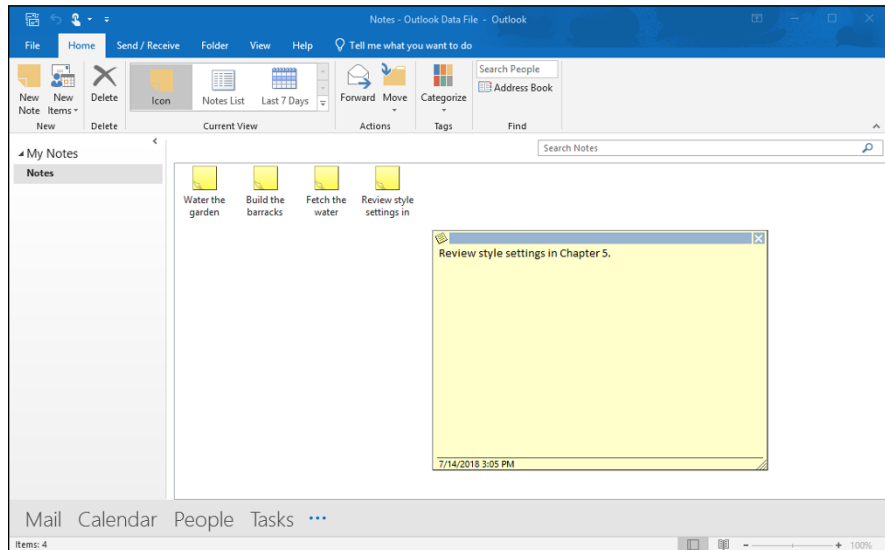 Notes - Outlook Data File - Outlook
File Home Send / Receive Folder View Help Tell me what you want to do
New Note
New Items
Delete
Icon
Notes List
Last 7 Days
Forward
Move
Categorize
Search People
Address Book
New Delete Current View Actions Tags Find
My Notes
Search Notes
Notes
Water the
garden
Build the
barracks
Fetch the
water
Review style
settings in
Review style settings in Chapter 5.
7/14/2018 3:05 PM
Mail Calendar People Tasks ...
Items: 4
100%